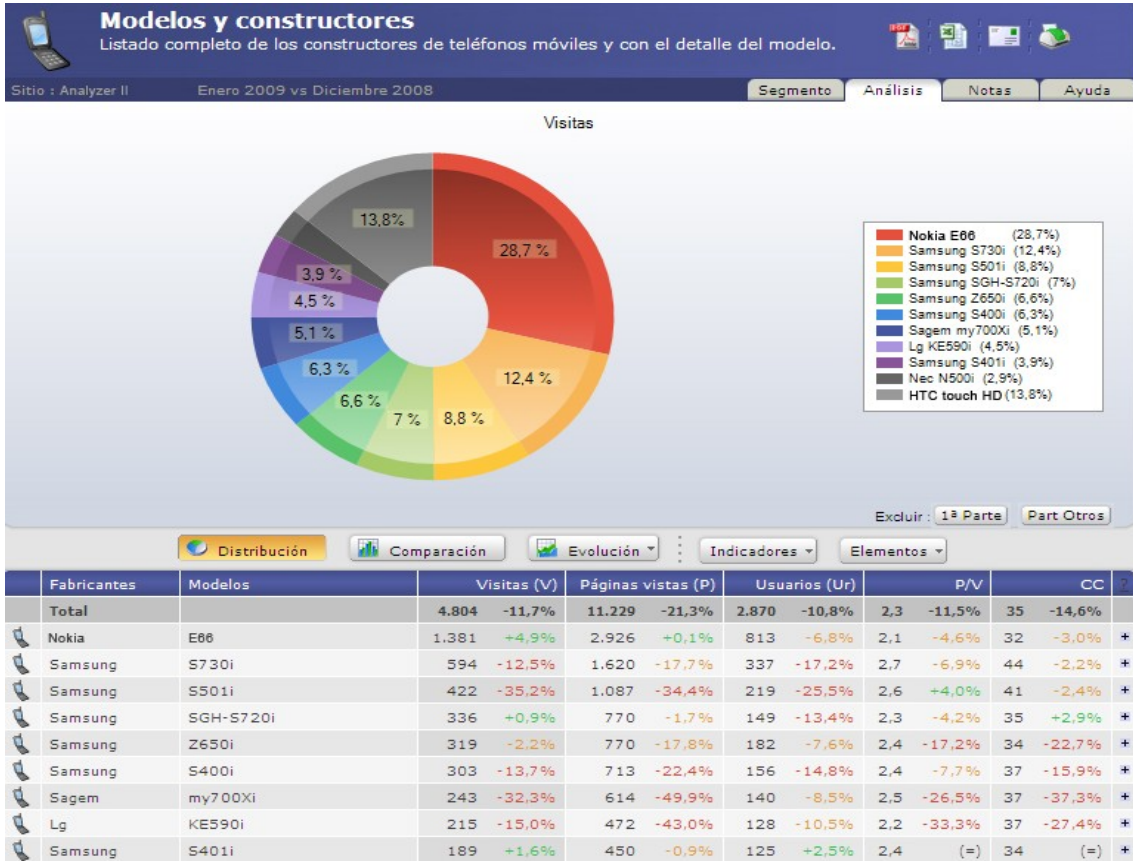 Modelos y constructores
Listado completo de los constructores de teléfonos móviles y con el detalle del modelo.
Sitio : Analyzer II Enero 2009 vs Diciembre 2008 Segmento Análisis Notas Ayuda
Visitas
13,8%
28,7 %
3,9 %
4,5 %
5,1 %
6,3 %
6,6 %
7 %
8,8 %
12,4 %
Nokia E66 (28,7%)
Samsung S730i (12,4%)
Samsung S501i (8,8%)
Samsung SGH-S720i (7%)
Samsung Z650i (6,6%)
Samsung S400i (6,3%)
Sagem my700Xi (5,1%)
Lg KE590i (4,5%)
Samsung S401i (3,9%)
Nec N500i (2,9%)
HTC touch HD (13,8%)
Excluir : 1ª Parte Part Otros
Distribución Comparación Evolución Indicadores Elementos
Fabricantes Modelos Visitas (V) Páginas vistas (P) Usuarios (Ur) P/V CC ?
Total 4.804 -11,7% 11.229 -21,3% 2.870 -10,8% 2,3 -11,5% 35 -14,6%
Nokia E66 1.381 +4,9% 2.926 +0,1% 813 -6,8% 2,1 -4,6% 32 -3,0% +
Samsung S730i 594 -12,5% 1.620 -17,7% 337 -17,2% 2,7 -6,9% 44 -2,2% +
Samsung S501i 422 -35,2% 1.087 -34,4% 219 -25,5% 2,6 +4,0% 41 -2,4% +
Samsung SGH-S720i 336 +0,9% 770 -1,7% 149 -13,4% 2,3 -4,2% 35 +2,9% +
Samsung Z650i 319 -2,2% 770 -17,8% 182 -7,6% 2,4 -17,2% 34 -22,7% +
Samsung S400i 303 -13,7% 713 -22,4% 156 -14,8% 2,4 -7,7% 37 -15,9% +
Sagem my700Xi 243 -32,3% 614 -49,9% 140 -8,5% 2,5 -26,5% 37 -37,3% +
Lg KE590i 215 -15,0% 472 -43,0% 128 -10,5% 2,2 -33,3% 37 -27,4% +
Samsung S401i 189 +1,6% 450 -0,9% 125 +2,5% 2,4 (=) 34 (=) +